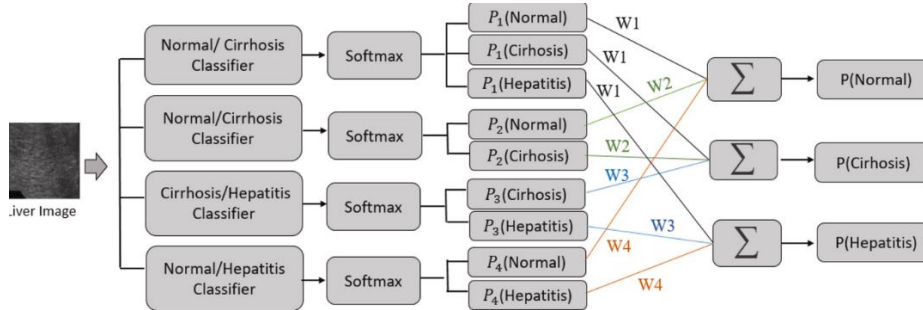 Normal/ Cirrhosis
Classifier
Softmax
P₁(Normal)
P₁(Cirhosis)
P₁(Hepatitis)
W1
W1
W1
Normal/Cirrhosis
Classifier
Softmax
P₂(Normal)
P₂(Cirhosis)
W2
W2
Cirrhosis/Hepatitis
Classifier
Softmax
P₃(Cirhosis)
P₃(Hepatitis)
W3
W3
Normal/Hepatitis
Classifier
Softmax
P₄(Normal)
P₄(Hepatitis)
W4
W4
Liver Image
∑
P(Normal)
∑
P(Cirhosis)
∑
P(Hepatitis)